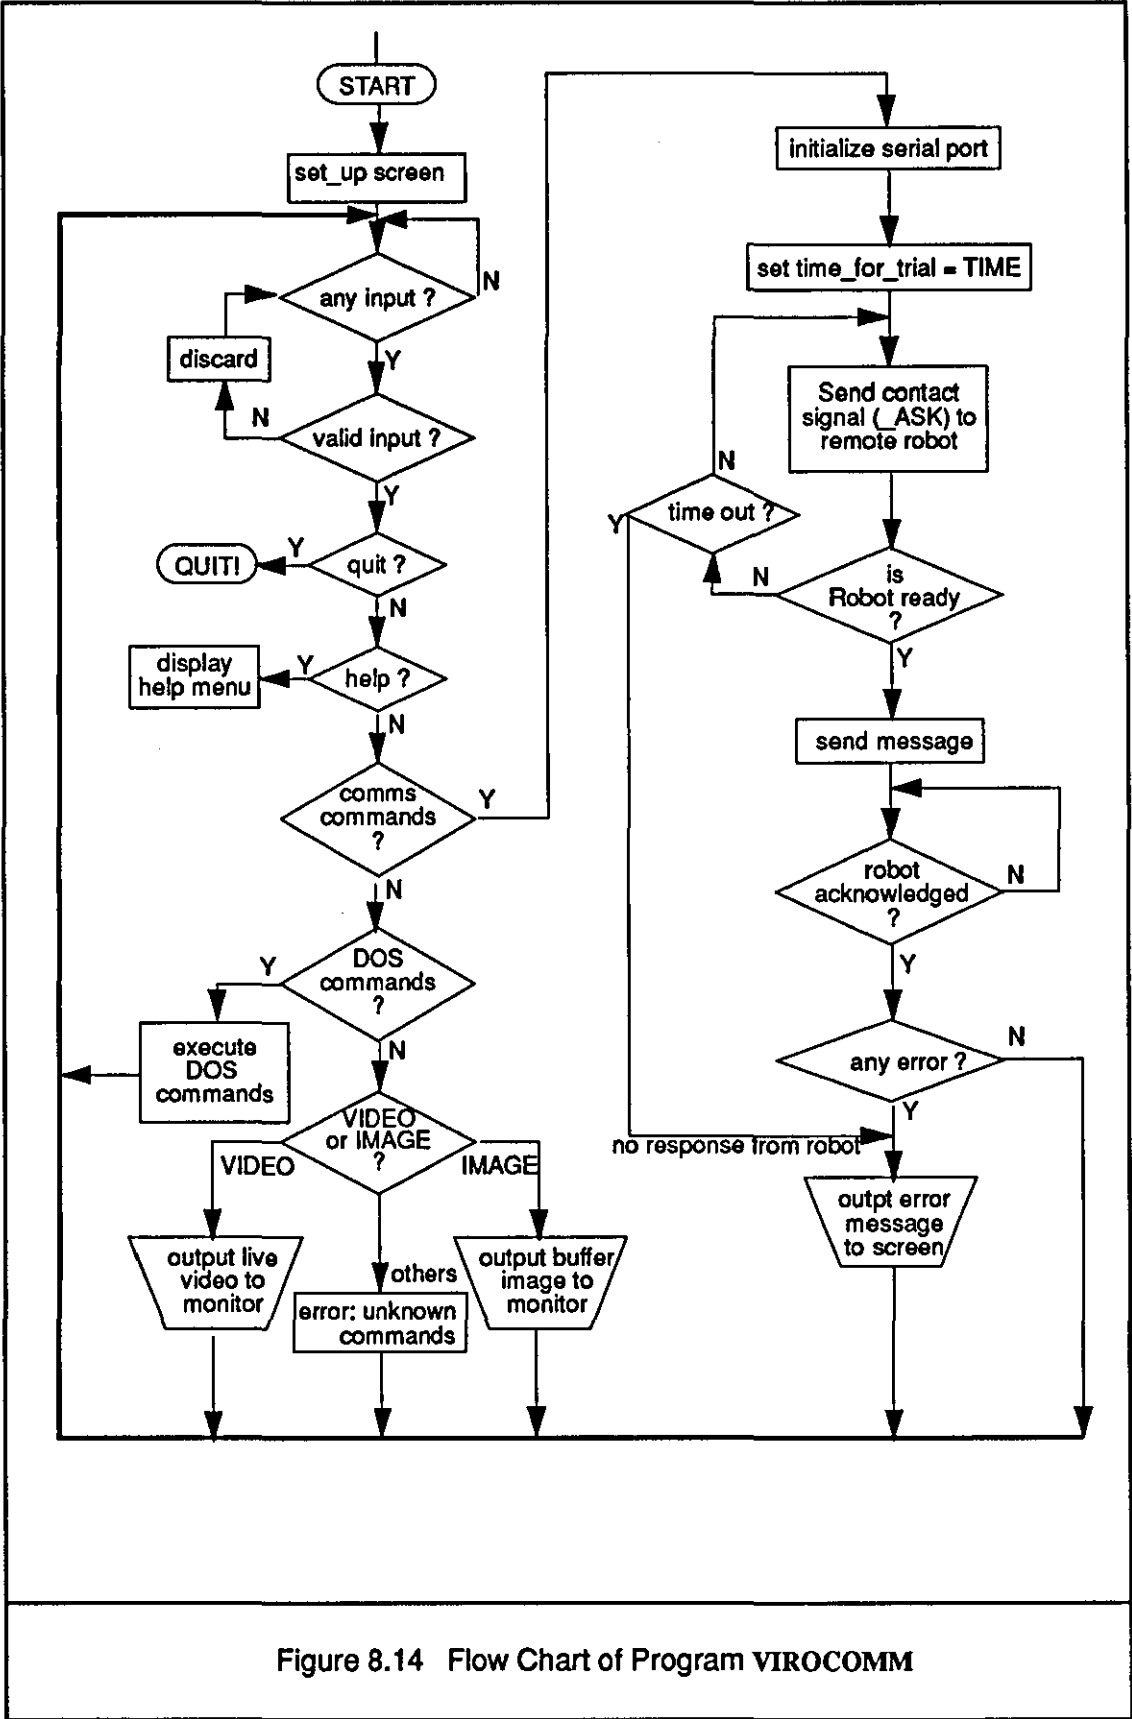 START
set_up screen
any input ?
N
discard
Y
N
valid input ?
Y
QUIT!
Y
quit ?
N
display
help menu
Y
help ?
N
comms
commands
?
Y
N
Y
DOS
commands
?
execute
DOS
commands
N
VIDEO
or IMAGE
?
VIDEO
IMAGE
output live
video to
monitor
others
error: unknown
commands
output buffer
image to
monitor
initialize serial port
set time_for_trial = TIME
Send contact
signal (_ASK) to
remote robot
N
time out ?
Y
N
is
Robot ready
?
Y
send message
robot
acknowledged
?
N
Y
any error ?
N
Y
no response from robot
outpt error
message
to screen
Figure 8.14 Flow Chart of Program VIROCOMM